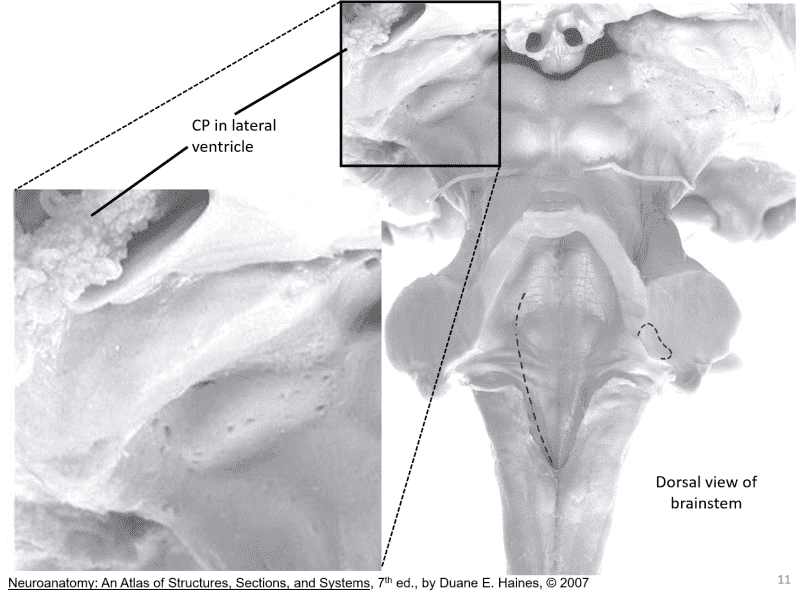 CP in lateral
ventricle
Dorsal view of
brainstem
Neuroanatomy: An Atlas of Structures, Sections, and Systems, 7th ed., by Duane E. Haines, © 2007
11